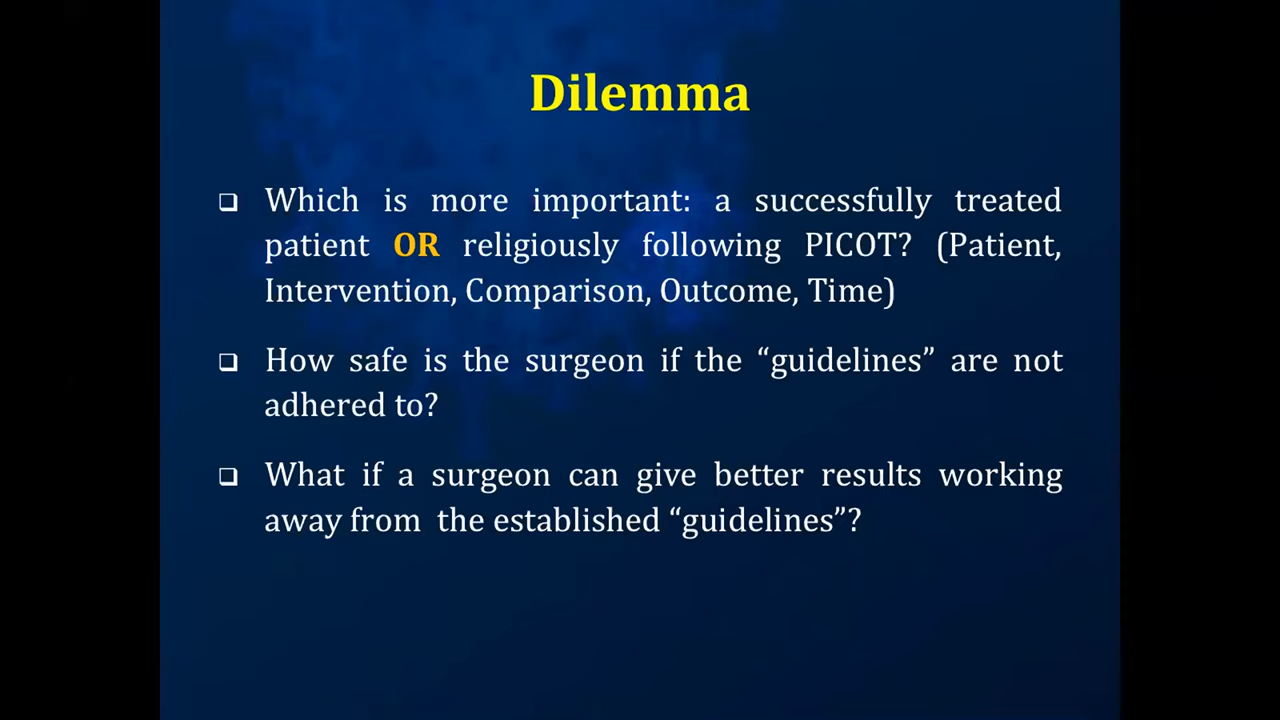 Dilemma
Which is more important: a successfully treated
patient OR religiously following PICOT? (Patient,
Intervention, Comparison, Outcome, Time)
How safe is the surgeon if the “guidelines” are not
adhered to?
What if a surgeon can give better results working
away from the established “guidelines”?